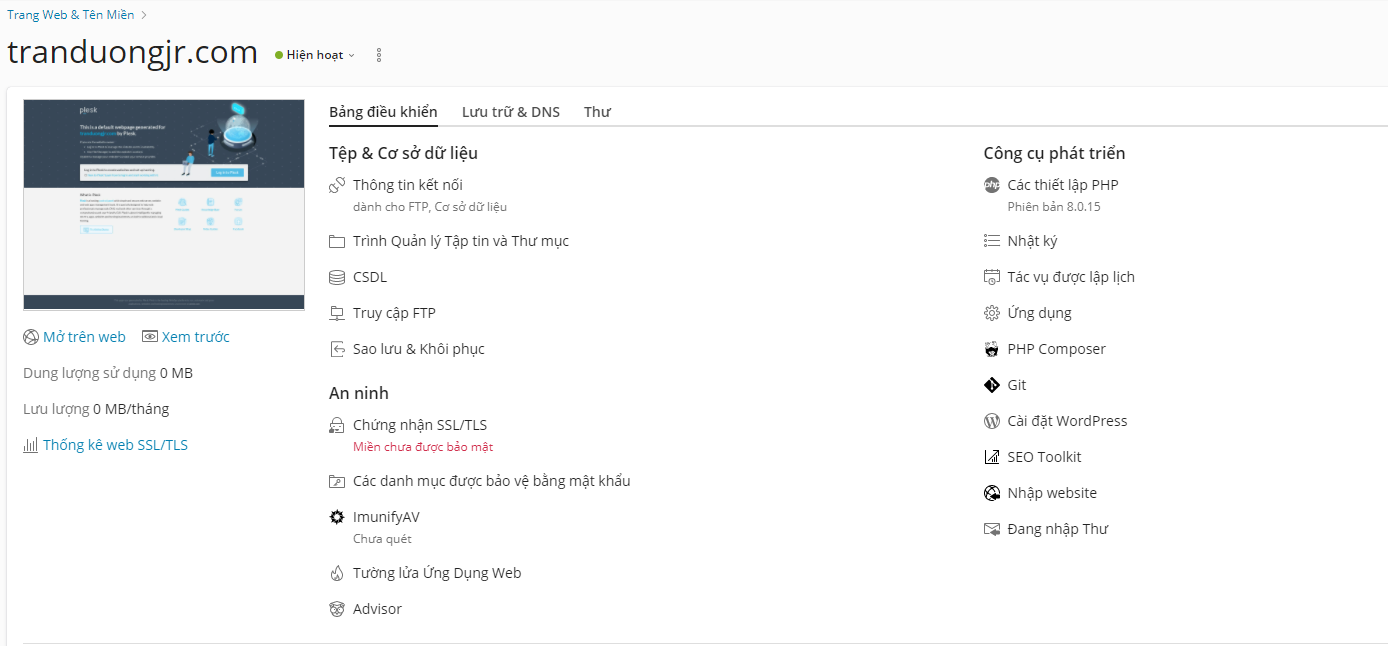 Trang Web & Tên Miền
tranduongjr.com
Hiện hoạt
plesk
This is a default webpage generated for
tranduongjr.com by Plesk
Bảng điều khiển
Lưu trữ & DNS
Thư
Tệp & Cơ sở dữ liệu
Thông tin kết nối
dành cho FTP, Cơ sở dữ liệu
Trình Quản lý Tập tin và Thư mục
CSDL
Truy cập FTP
Sao lưu & Khôi phục
An ninh
Chứng nhận SSL/TLS
Miền chưa được bảo mật
Các danh mục được bảo vệ bằng mật khẩu
ImunifyAV
Chưa quét
Tường lửa Ứng Dụng Web
Advisor
Công cụ phát triển
php
Các thiết lập PHP
Phiên bản 8.0.15
Nhật ký
Tác vụ được lập lịch
Ứng dụng
PHP Composer
Git
Cài đặt WordPress
SEO Toolkit
Nhập website
Đang nhập Thư
Mở trên web
Xem trước
Dung lượng sử dụng 0 MB
Lưu lượng 0 MB/tháng
Thống kê web SSL/TLS